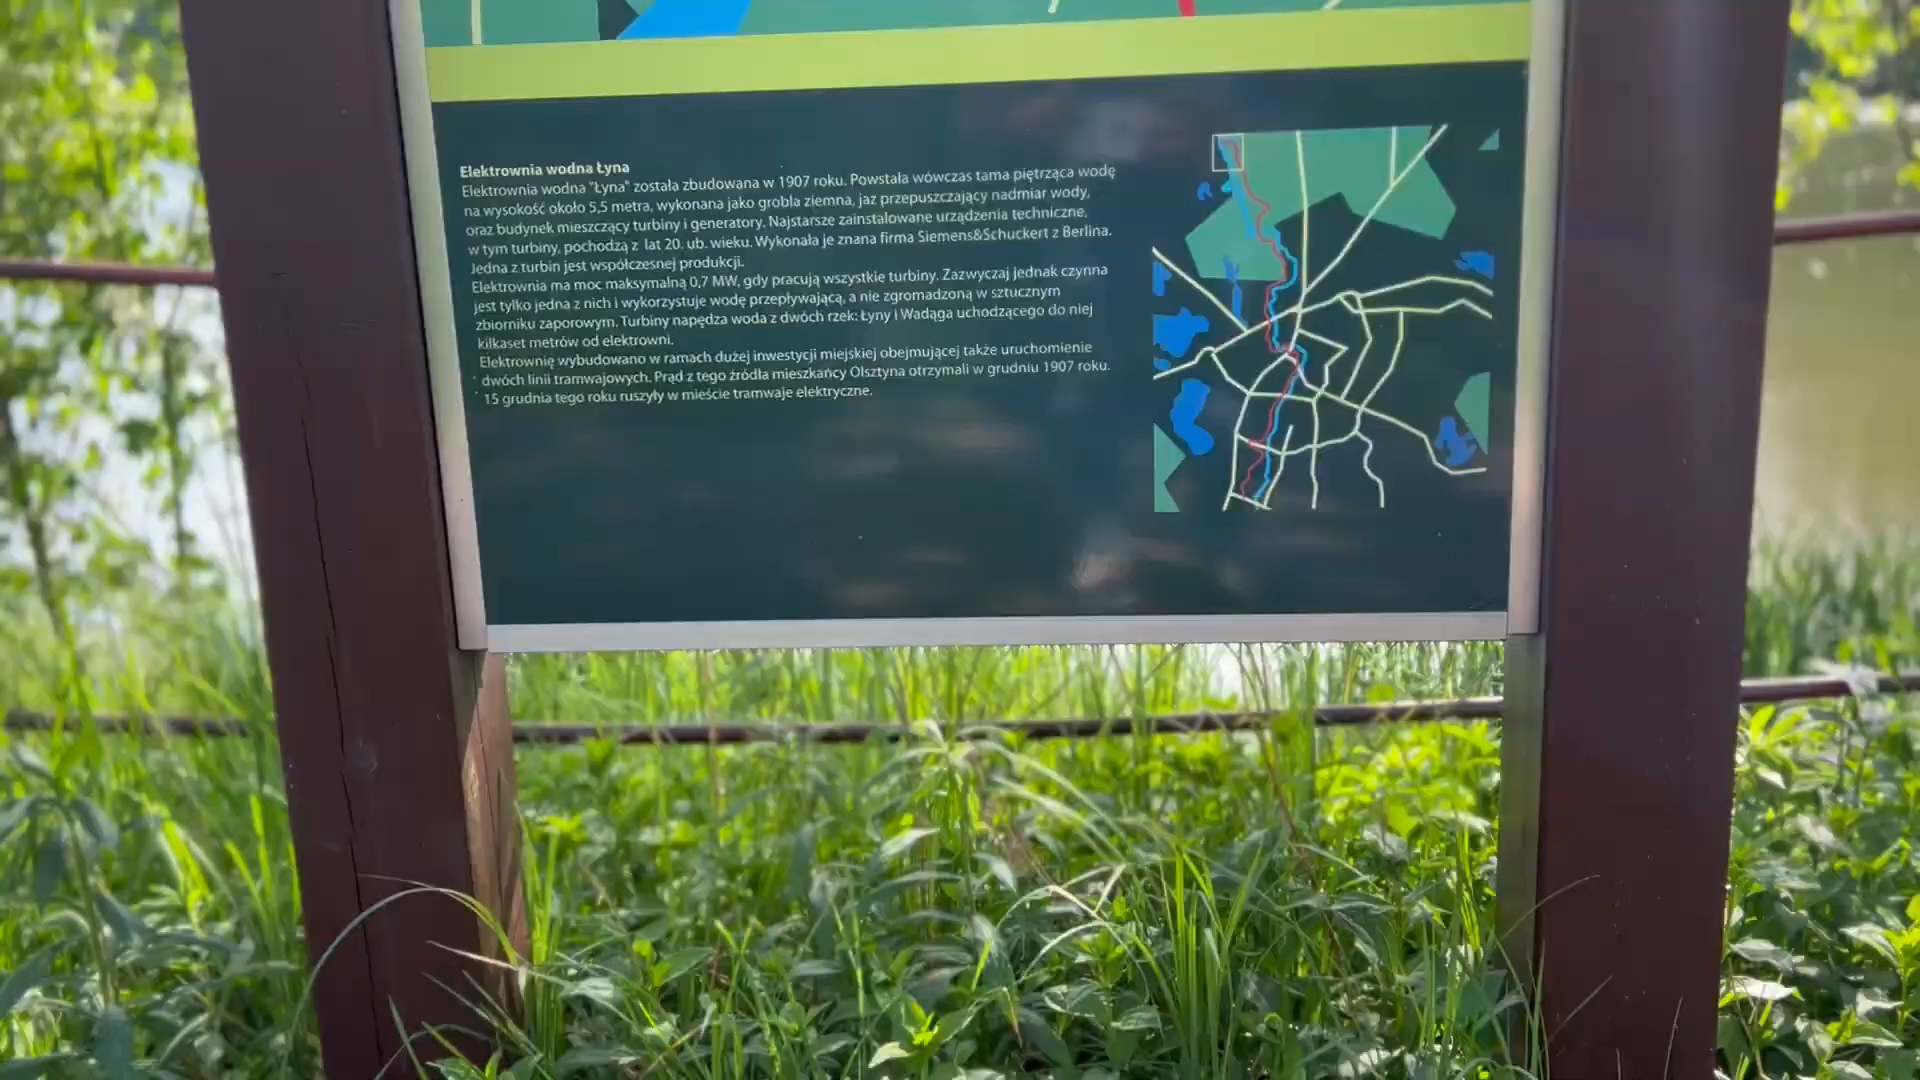 Elektrownia wodna Łyna
Elektrownia wodna "Łyna" została zbudowana w 1907 roku. Powstała wówczas tama piętrząca wodę
na wysokość około 5,5 metra, wykonana jako grobla ziemna, jaz przepuszczający nadmiar wody,
oraz budynek mieszczący turbiny i generatory. Najstarsze zainstalowane urządzenia techniczne,
w tym turbiny, pochodzą z lat 20. ub. wieku. Wykonała je znana firma Siemens&Schuckert z Berlina.
Jedna z turbin jest współczesnej produkcji.
Elektrownia ma moc maksymalną 0,7 MW, gdy pracują wszystkie turbiny. Zazwyczaj jednak czynna
jest tylko jedna z nich i wykorzystuje wodę przepływającą, a nie zgromadzoną w sztucznym
zbiorniku zaporowym. Turbiny napędza woda z dwóch rzek: Łyny i Wadąga uchodzącego do niej
kilkaset metrów od elektrowni.
Elektrownię wybudowano w ramach dużej inwestycji miejskiej obejmującej także uruchomienie
dwóch linii tramwajowych. Prąd z tego źródła mieszkańcy Olsztyna otrzymali w grudniu 1907 roku.
15 grudnia tego roku ruszyły w mieście tramwaje elektryczne.